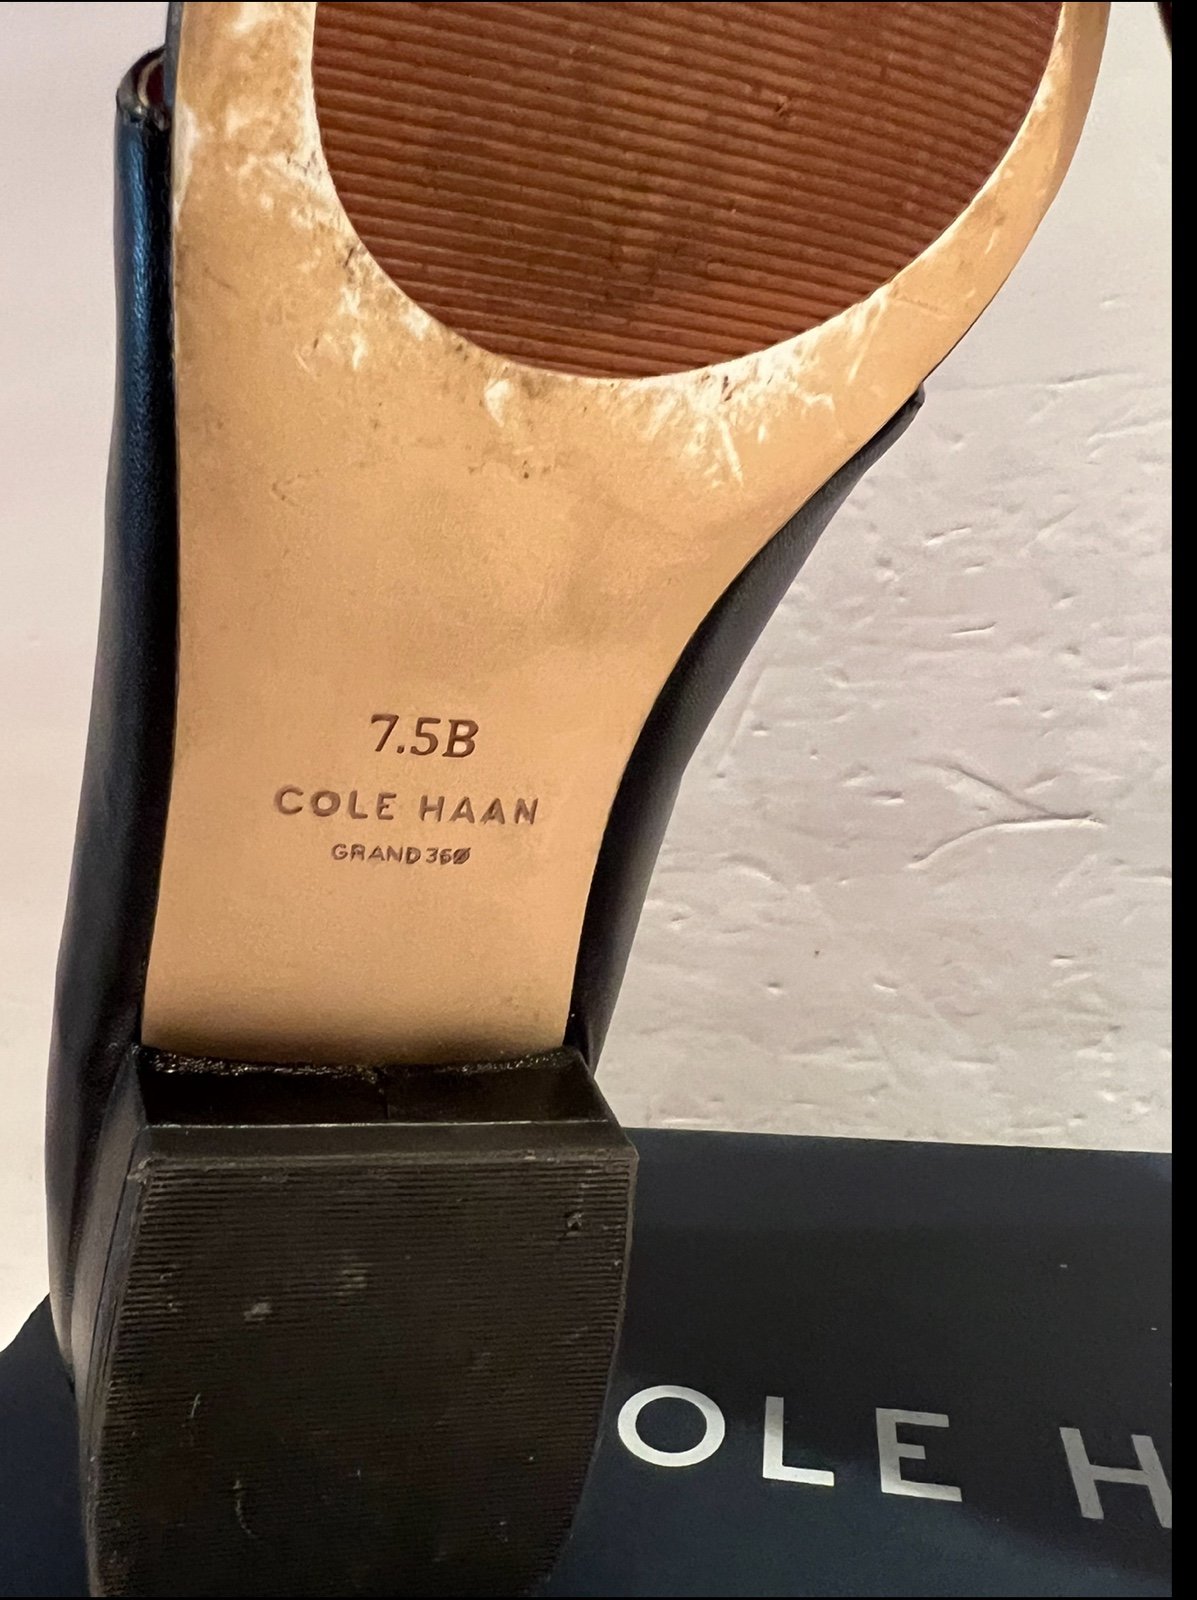 7.5B
COLE HAAN
GRAND 360
OLE H